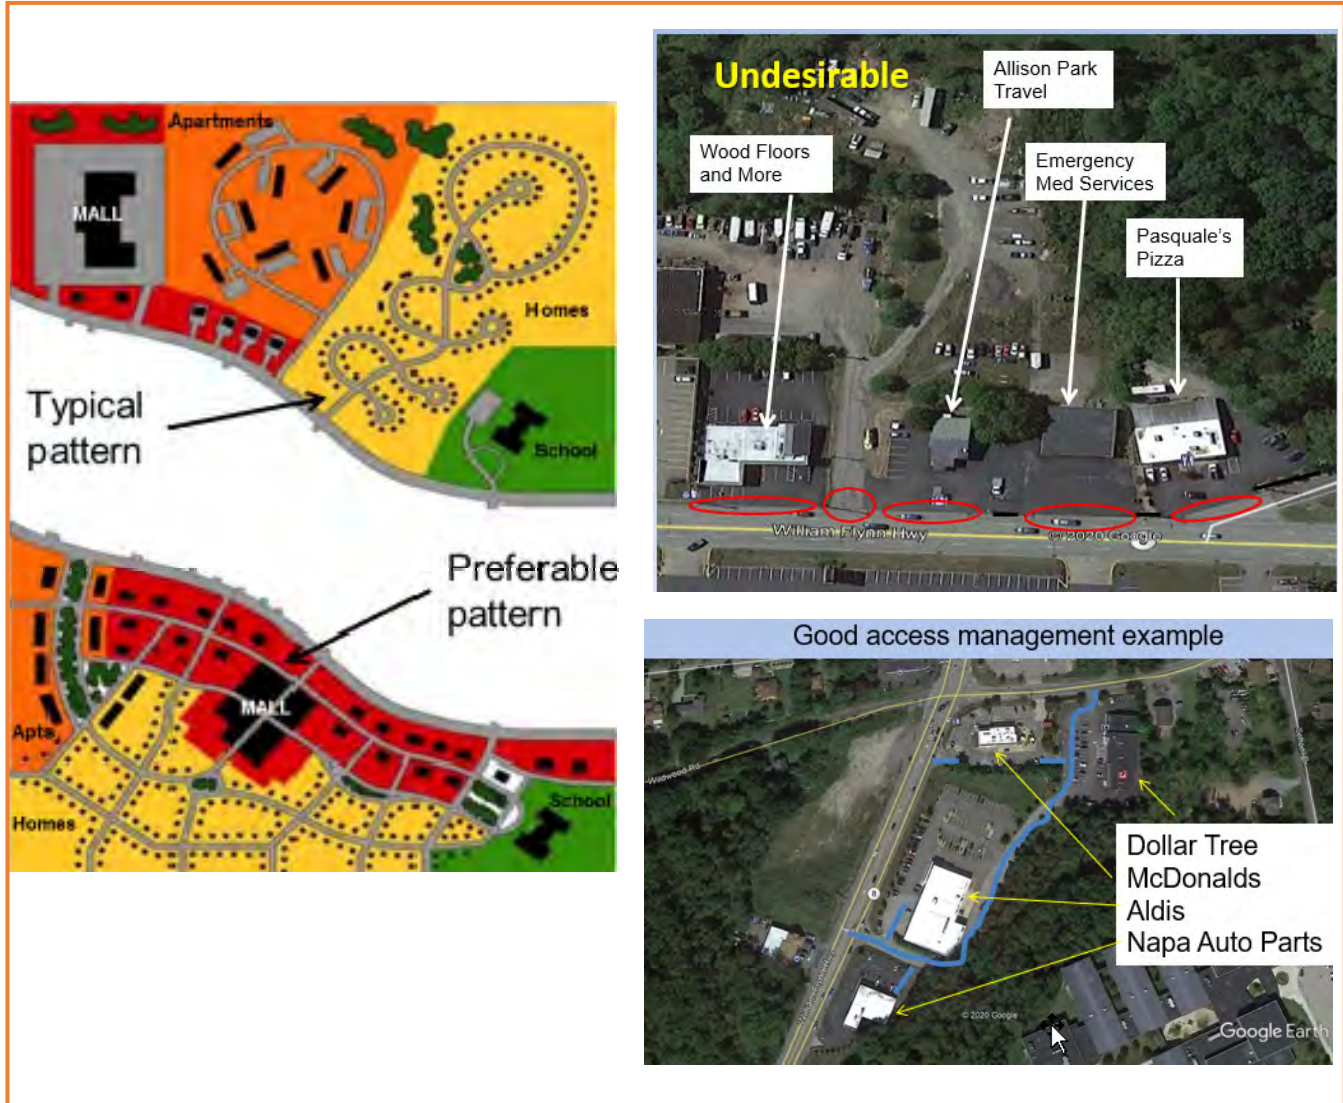 Apartments
MALL
Homes
School
Typical
pattern
Preferable
pattern
MALL
Apts
School
Homes
Undesirable
Allison Park
Travel
Wood Floors
and More
Emergency
Med Services
Pasquale's
Pizza
William Flynn Hwy
© 2020 Google
Good access management example
Wildwood Rd
Dollar Tree
McDonalds
Aldis
Napa Auto Parts
© 2020 Google
Google Earth